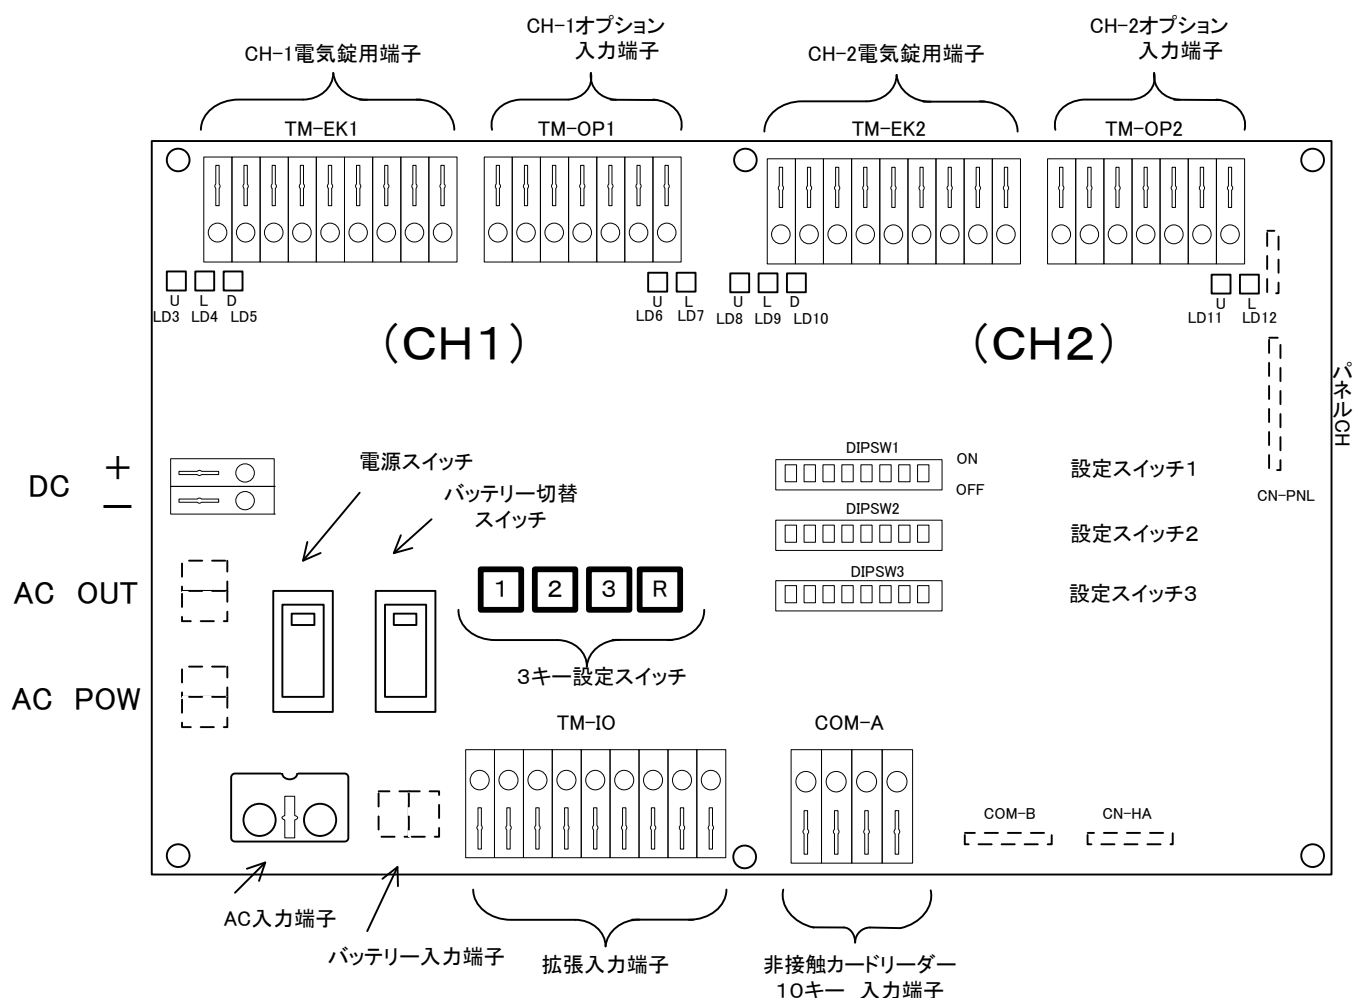 CH-1電気錠用端子
CH-1オプション
入力端子
CH-2電気錠用端子
CH-2オプション
入力端子
TM-EK1
TM-OP1
TM-EK2
TM-OP2
U L D
LD3 LD4 LD5
U L
LD6 LD7
U L D
LD8 LD9 LD10
U L
LD11 LD12
(CH1)
(CH2)
パネルCH
CN-PNL
DC + −
電源スイッチ
バッテリー切替
スイッチ
DIPSW1
ON
OFF
設定スイッチ1
DIPSW2
設定スイッチ2
DIPSW3
設定スイッチ3
AC OUT
1 2 3 R
3キー設定スイッチ
AC POW
TM-IO
COM-A
COM-B
CN-HA
AC入力端子
バッテリー入力端子
拡張入力端子
非接触カードリーダー
10キー 入力端子